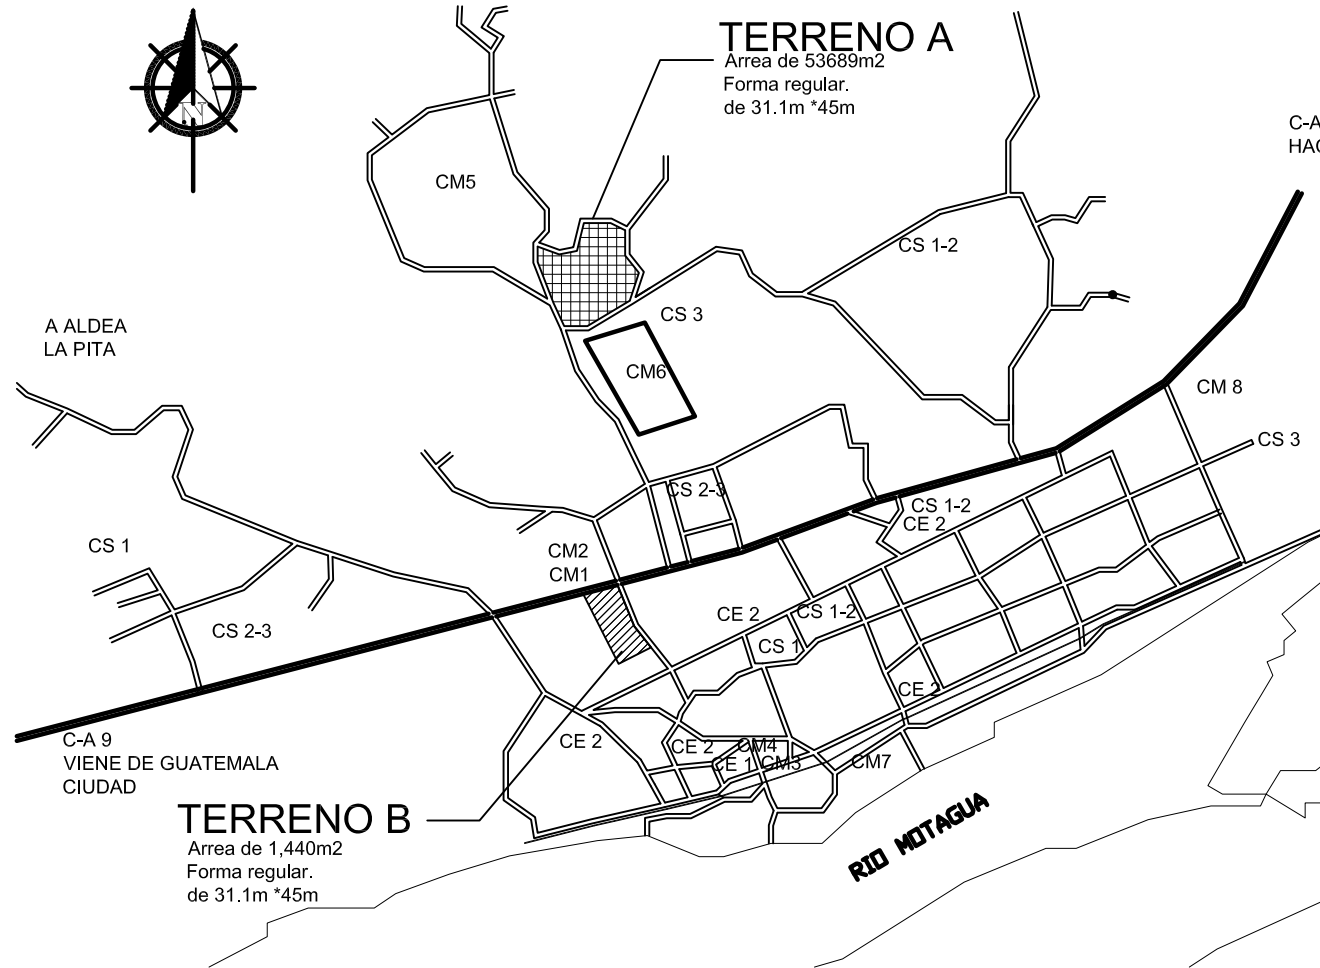 TERRENO A
Area de 53689m2
Forma regular.
de 31.1m *45m
N
C-A
HAC
CM5
CS 1-2
CS 3
A ALDEA
LA PITA
CM6
CM 8
CS 3
CS 2-3
CS 1-2
CE 2
CS 1
CM2
CM1
CE 2
CS 1-2
CS 2-3
CS 1
CE 2
C-A 9
VIENE DE GUATEMALA
CIUDAD
CE 2
CE 2
CM4
CE 1
CM3
CM7
TERRENO B
Area de 1,440m2
Forma regular.
de 31.1m *45m
RIO MOTAGUA